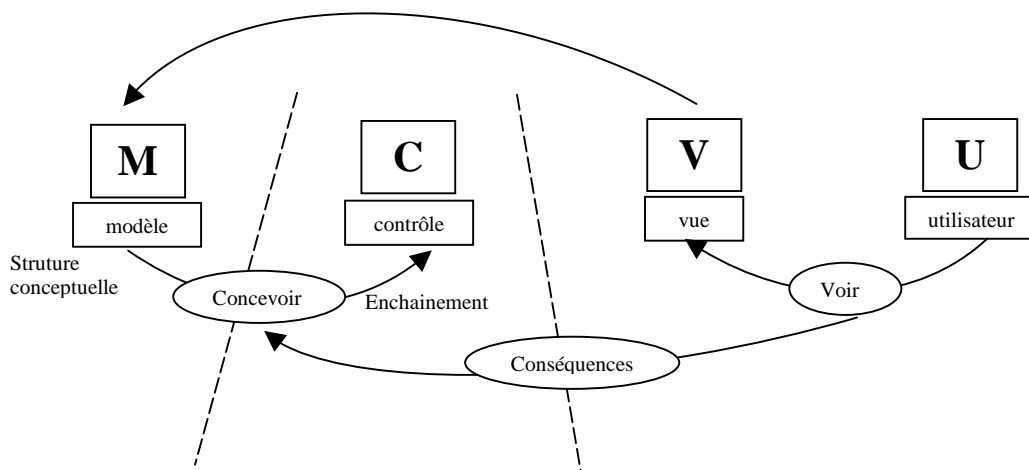 M
C
V
U
modèle
contrôle
vue
utilisateur
Struture
conceptuelle
Concevoir
Enchainement
Voir
Conséquences